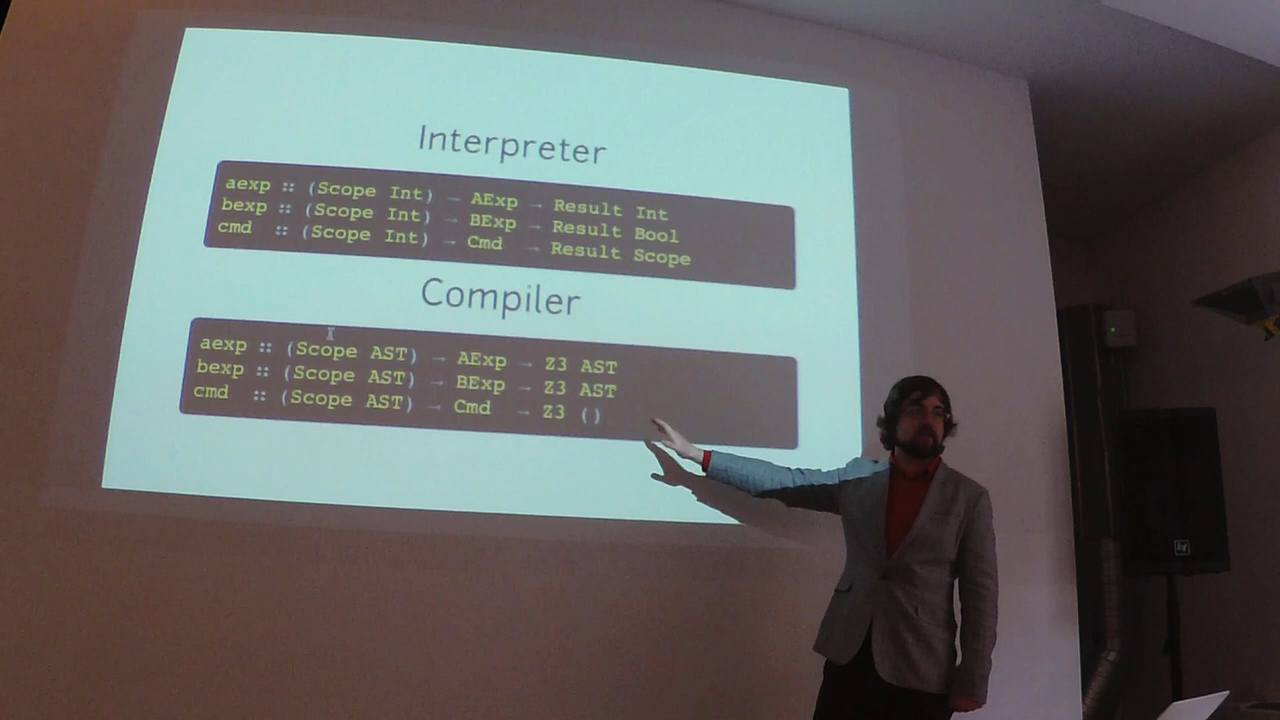 Interpreter
aexp :: (Scope Int) → AExp → Result Int
bexp :: (Scope Int) → BExp → Result Bool
cmd :: (Scope Int) → Cmd → Result Scope
Compiler
aexp :: (Scope AST) → AExp → Z3 AST
bexp :: (Scope AST) → BExp → Z3 AST
cmd :: (Scope AST) → Cmd → Z3 ()
EV